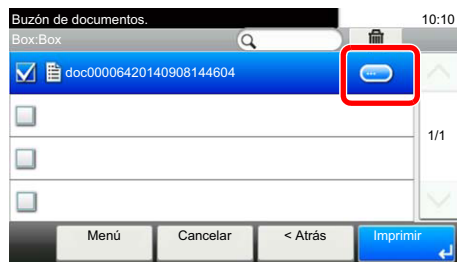 Buzón de documentos. 10:10
Box:Box
doc00006420140908144604
1/1
Menú Cancelar < Atrás Imprimir